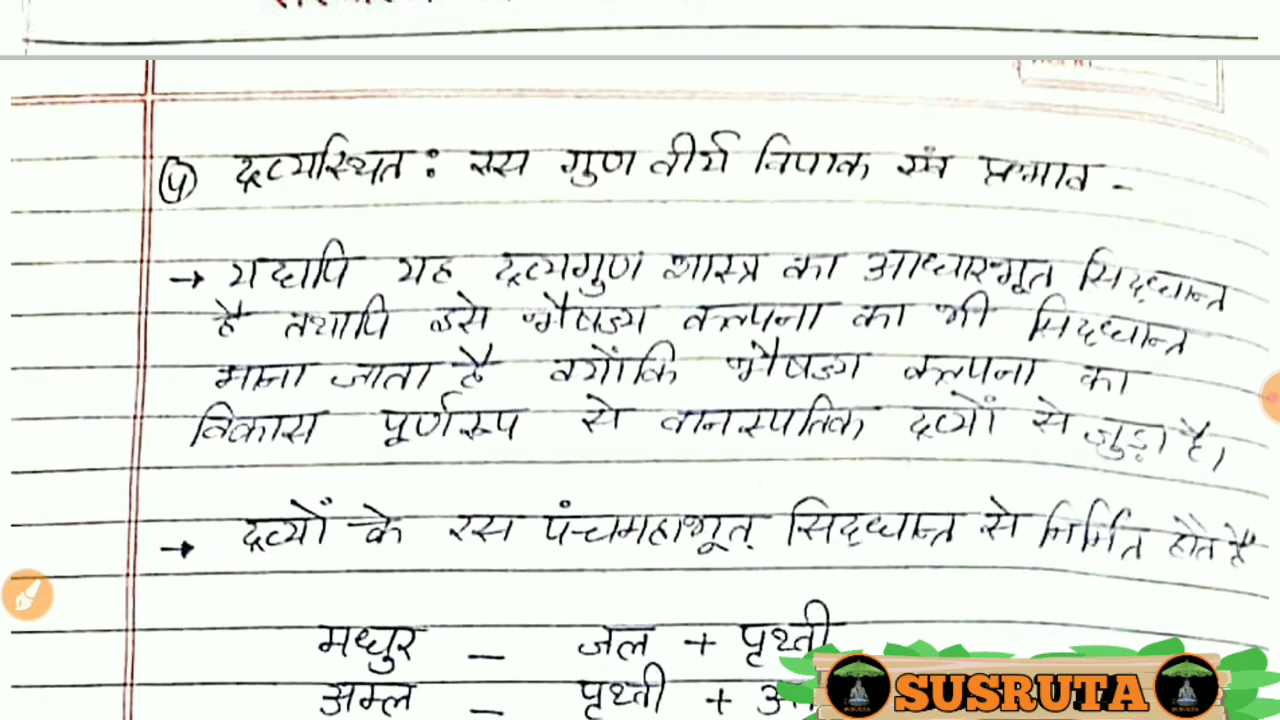 ५ द्रव्यस्थित : रस गुण वीर्य विपाक एवं प्रभाव -
→ यद्यपि यह द्रव्यगुण शास्त्र का आधारभूत सिद्धान्त
है तथापि इसे भैषज्य कल्पना का भी सिद्धान्त
माना जाता है क्योंकि भैषज्य कल्पना का
विकास पूर्णरूप से वानस्पतिक द्रव्यों से जुड़ा है।
→ द्रव्यों के रस पंचमहाभूत सिद्धान्त से निर्मित होते है
मधुर - जल + पृथ्वी
अम्ल - पृथ्वी +
SUSRUTA